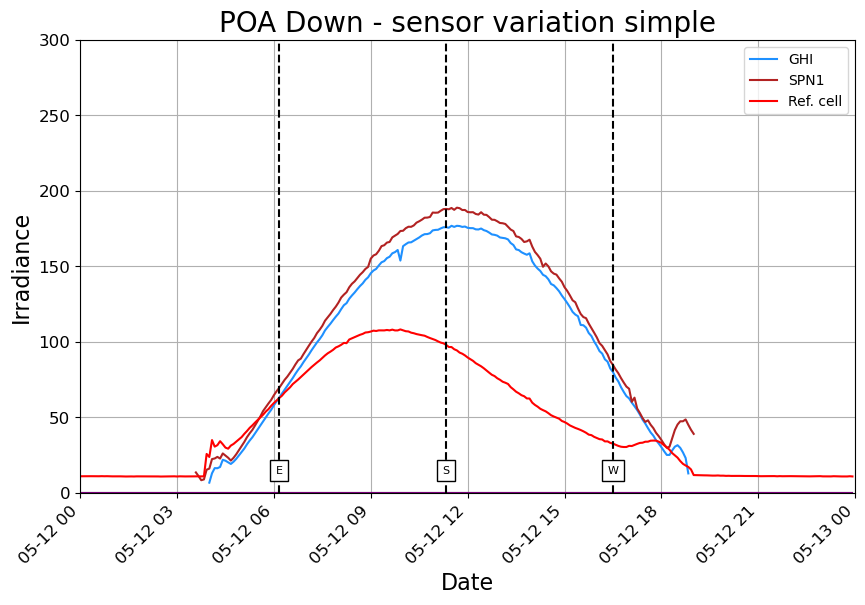 POA Down - sensor variation simple
300
250
200
150
100
50
0
Irradiance
GHI
SPN1
Ref. cell
E
S
W
05-12 00
05-12 03
05-12 06
05-12 09
05-12 12
05-12 15
05-12 18
05-12 21
05-13 00
Date